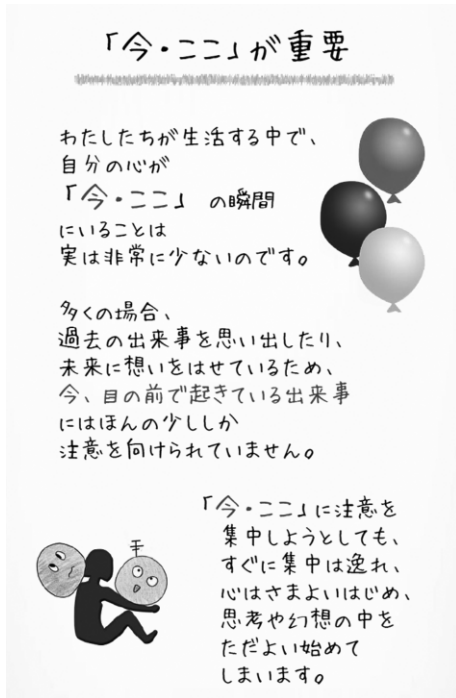 「今・ここ」が重要
わたしたちが生活する中で、
自分の心が
「今・ここ」 の瞬間
にいることは
実は非常に少ないのです。
多くの場合、
過去の出来事を思い出したり、
未来に想いをはせているため、
今、目の前で起きている出来事
にはほんの少ししか
注意を向けられていません。
「今・ここ」に注意を
集中しようとしても、
すぐに集中は逸れ、
心はさまよいはじめ、
思考や幻想の中を
ただよい始めて
しまいます。